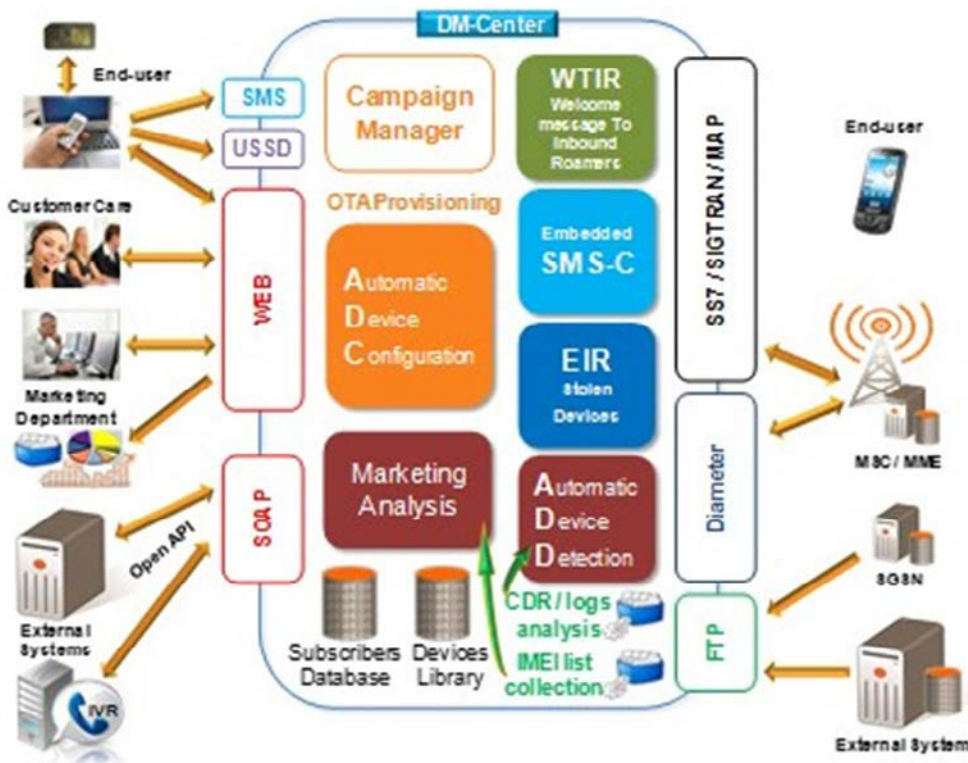 DM-Center
End-user
SMS
USSD
Customer Care
WEB
Marketing
Department
SOAP
Open API
External
Systems
IVR
Campaign
Manager
OTA Provisioning
Automatic
Device
Configuration
Marketing
Analysis
Subscribers
Database
Devices
Library
WTIR
Welcome
message To
Inbound
Roamers
Embedded
SMS-C
EIR
Stolen
Devices
Automatic
Device
Detection
CDR / logs
analysis
IMEI list
collection
SS7 / SIGTRAN / MAP
Diameter
FTP
End-user
MSC / MME
SGSN
External System